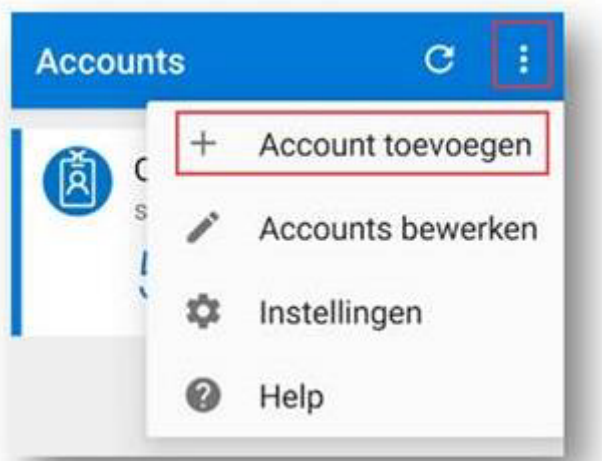 Accounts
Account toevoegen
Accounts bewerken
Instellingen
Help